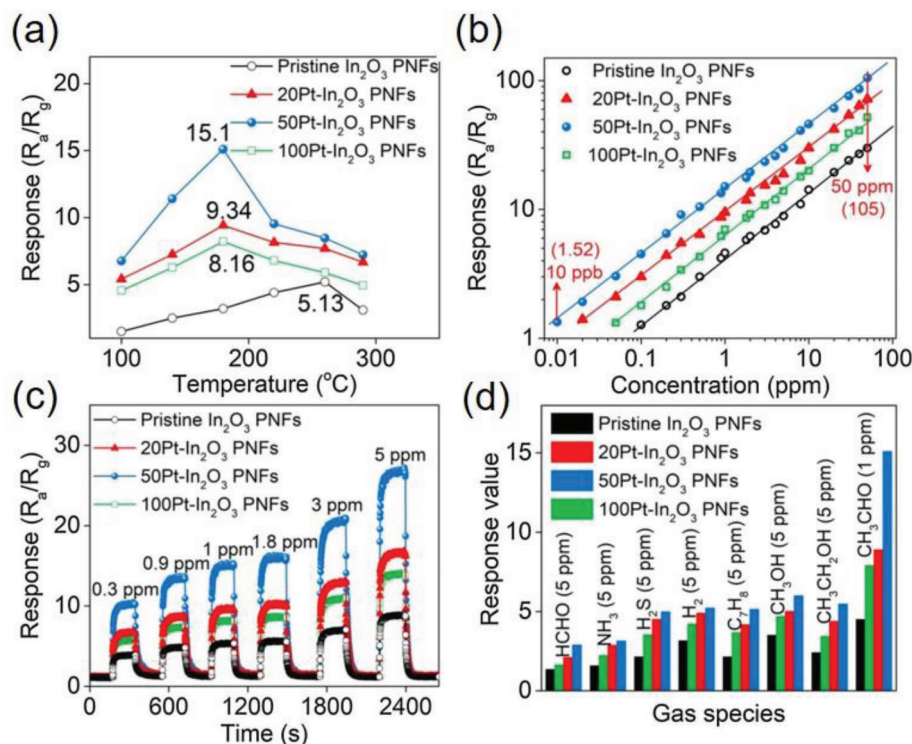 (a)
Response (Ra/Rg)
20
15
10
5
Pristine In2O3 PNFs
20Pt-In2O3 PNFs
50Pt-In2O3 PNFs
100Pt-In2O3 PNFs
15.1
9.34
8.16
5.13
100
200
300
Temperature (oC)
(b)
Response (Ra/Rg)
100
10
1
Pristine In2O3 PNFs
20Pt-In2O3 PNFs
50Pt-In2O3 PNFs
100Pt-In2O3 PNFs
(1.52)
10 ppb
50 ppm
(105)
0.01
0.1
1
10
100
Concentration (ppm)
(c)
Response (Ra/Rg)
30
20
10
0
Pristine In2O3 PNFs
20Pt-In2O3 PNFs
50Pt-In2O3 PNFs
100Pt-In2O3 PNFs
0.3 ppm
0.9 ppm
1 ppm
1.8 ppm
3 ppm
5 ppm
0
600
1200
1800
2400
Time (s)
(d)
Response value
15
10
5
0
Pristine In2O3 PNFs
20Pt-In2O3 PNFs
50Pt-In2O3 PNFs
100Pt-In2O3 PNFs
HCHO (5 ppm)
NH3 (5 ppm)
H2S (5 ppm)
H2 (5 ppm)
C7H8 (5 ppm)
CH3OH (5 ppm)
CH3CH2OH (5 ppm)
CH3CHO (1 ppm)
Gas species